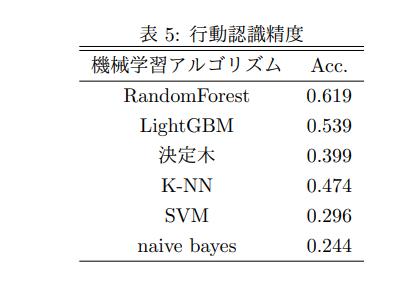 表 5: 行動認識精度
機械学習アルゴリズム Acc.
RandomForest 0.619
LightGBM 0.539
決定木 0.399
K-NN 0.474
SVM 0.296
naive bayes 0.244